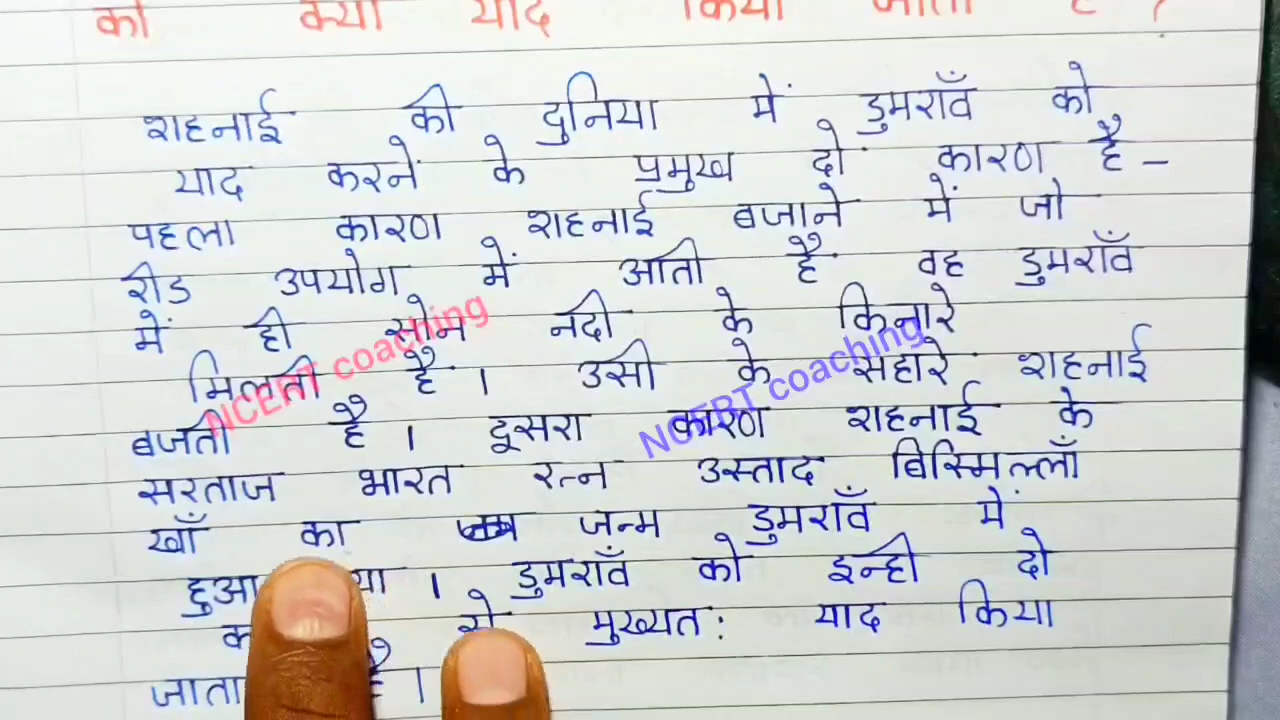 को क्यों याद किया जाता है ?
शहनाई की दुनिया में डुमराँव को
याद करनें के प्रमुख दो कारण है –
पहला कारण शहनाई बजाने में जो
रीड उपयोग में आती है वह डुमराँव
में ही सोन नदी के किनारे
मिलती है । उसी के सहारे शहनाई
बजती है । दूसरा कारण शहनाई के
सरताज भारत रत्न उस्ताद बिस्मिल्लाँ
खाँ का जन्म डुमराँव में
हुआ । डुमराँव को इन्ही दो
से मुख्यत: याद किया
जाता है ।
NCERT coaching
NCERT coaching